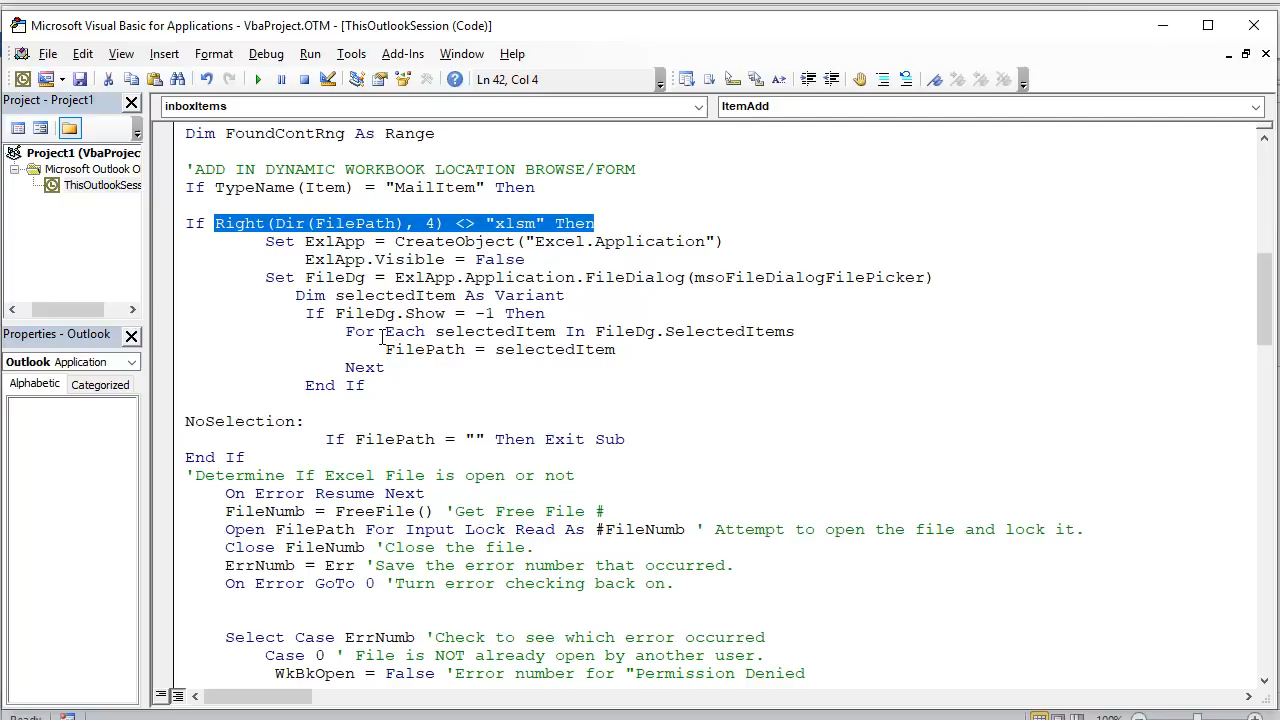 Microsoft Visual Basic for Applications - VbaProject.OTM - [ThisOutlookSession (Code)]
File Edit View Insert Format Debug Run Tools Add-Ins Window Help
Ln 42, Col 4
Project - Project1
inboxItems
ItemAdd
Project1 (VbaProjec
Microsoft Outlook O
ThisOutlookSess
Properties - Outlook
Outlook Application
Alphabetic Categorized
Dim FoundContRng As Range
'ADD IN DYNAMIC WORKBOOK LOCATION BROWSE/FORM
If TypeName(Item) = "MailItem" Then
If Right(Dir(FilePath), 4) <> "xlsm" Then
Set ExlApp = CreateObject("Excel.Application")
ExlApp.Visible = False
Set FileDg = ExlApp.Application.FileDialog(msoFileDialogFilePicker)
Dim selectedItem As Variant
If FileDg.Show = -1 Then
For Each selectedItem In FileDg.SelectedItems
FilePath = selectedItem
Next
End If
NoSelection:
If FilePath = "" Then Exit Sub
End If
'Determine If Excel File is open or not
On Error Resume Next
FileNumb = FreeFile() 'Get Free File #
Open FilePath For Input Lock Read As #FileNumb ' Attempt to open the file and lock it.
Close FileNumb 'Close the file.
ErrNumb = Err 'Save the error number that occurred.
On Error GoTo 0 'Turn error checking back on.
Select Case ErrNumb 'Check to see which error occurred
Case 0 ' File is NOT already open by another user.
WkBkOpen = False 'Error number for "Permission Denied
Ready
100%